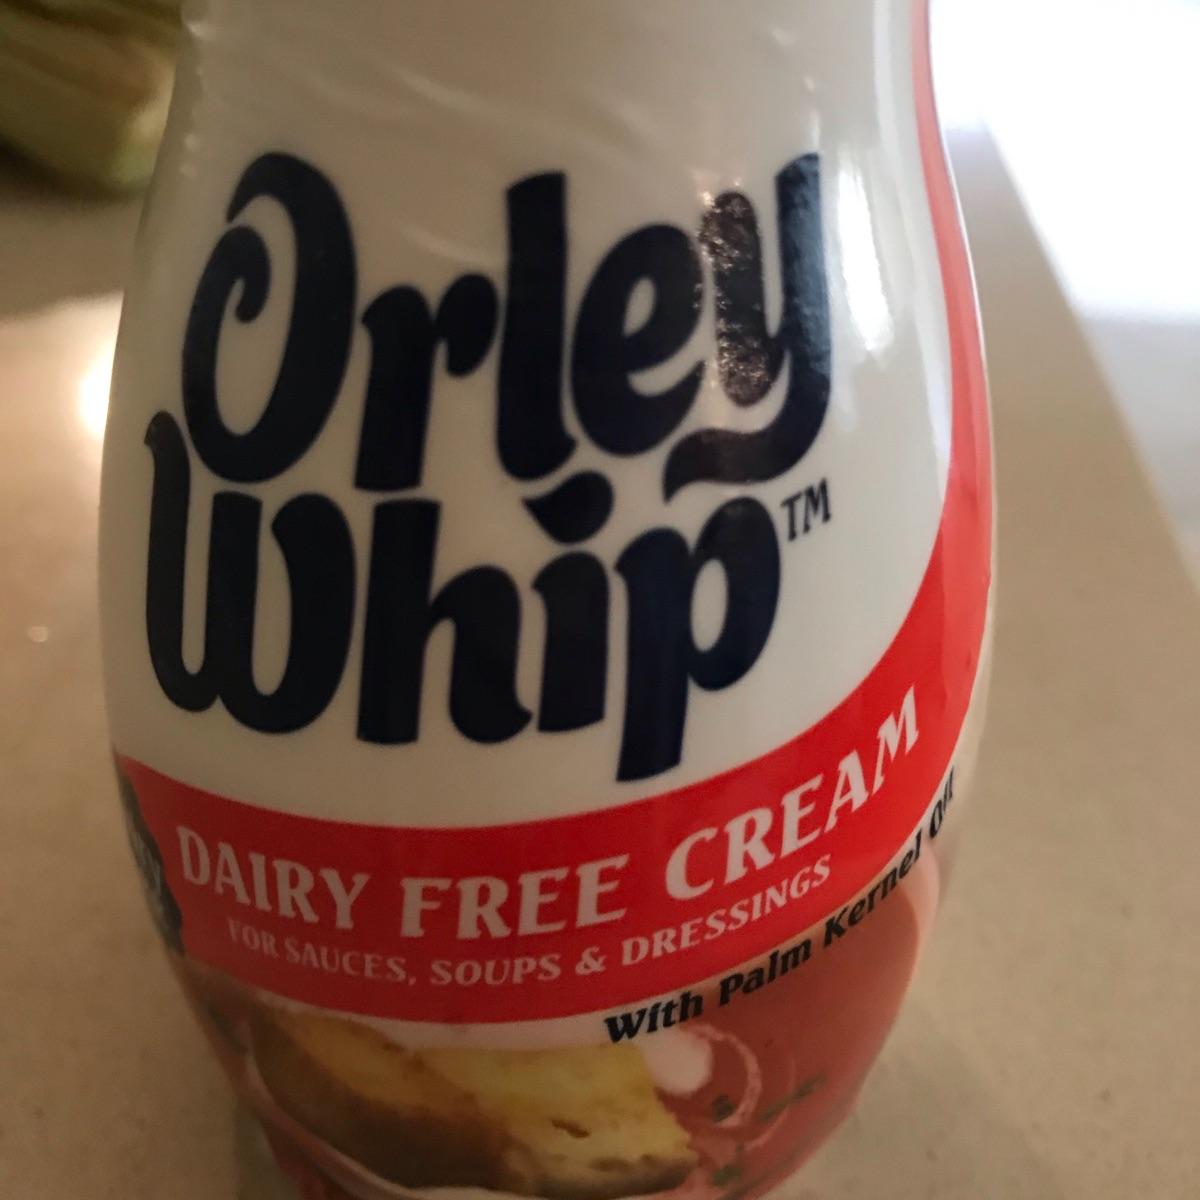 Orley
Whip™
DAIRY FREE CREAM
FOR SAUCES, SOUPS & DRESSINGS
With Palm Kernel Oil